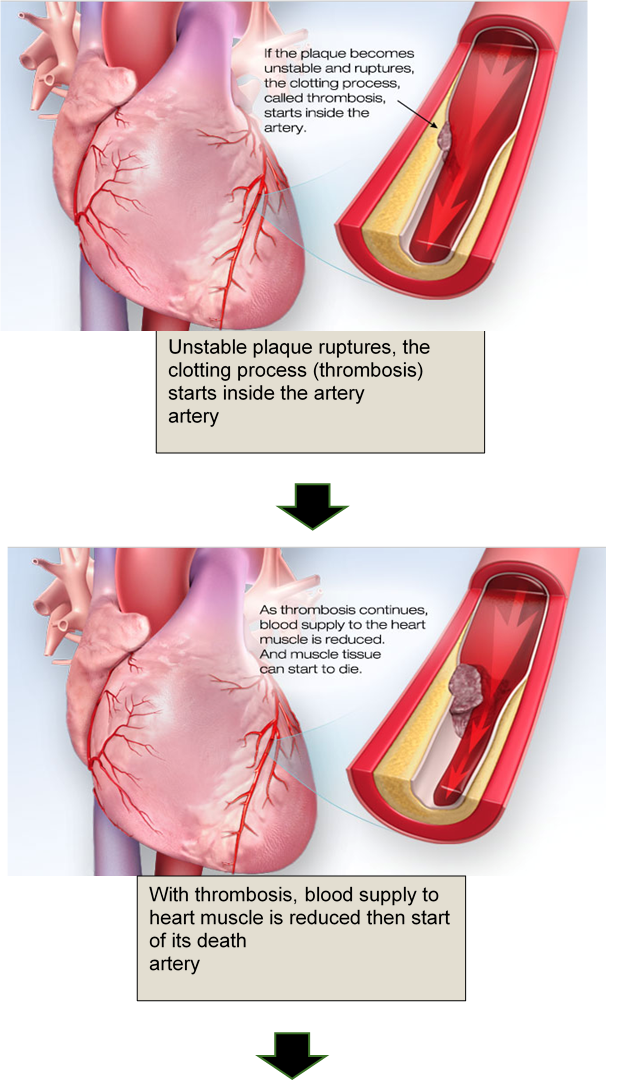 If the plaque becomes
unstable and ruptures,
the clotting process,
called thrombosis,
starts inside the
artery.
Unstable plaque ruptures, the
clotting process (thrombosis)
starts inside the artery
artery
As thrombosis continues,
blood supply to the heart
muscle is reduced.
And muscle tissue
can start to die.
With thrombosis, blood supply to
heart muscle is reduced then start
of its death
artery